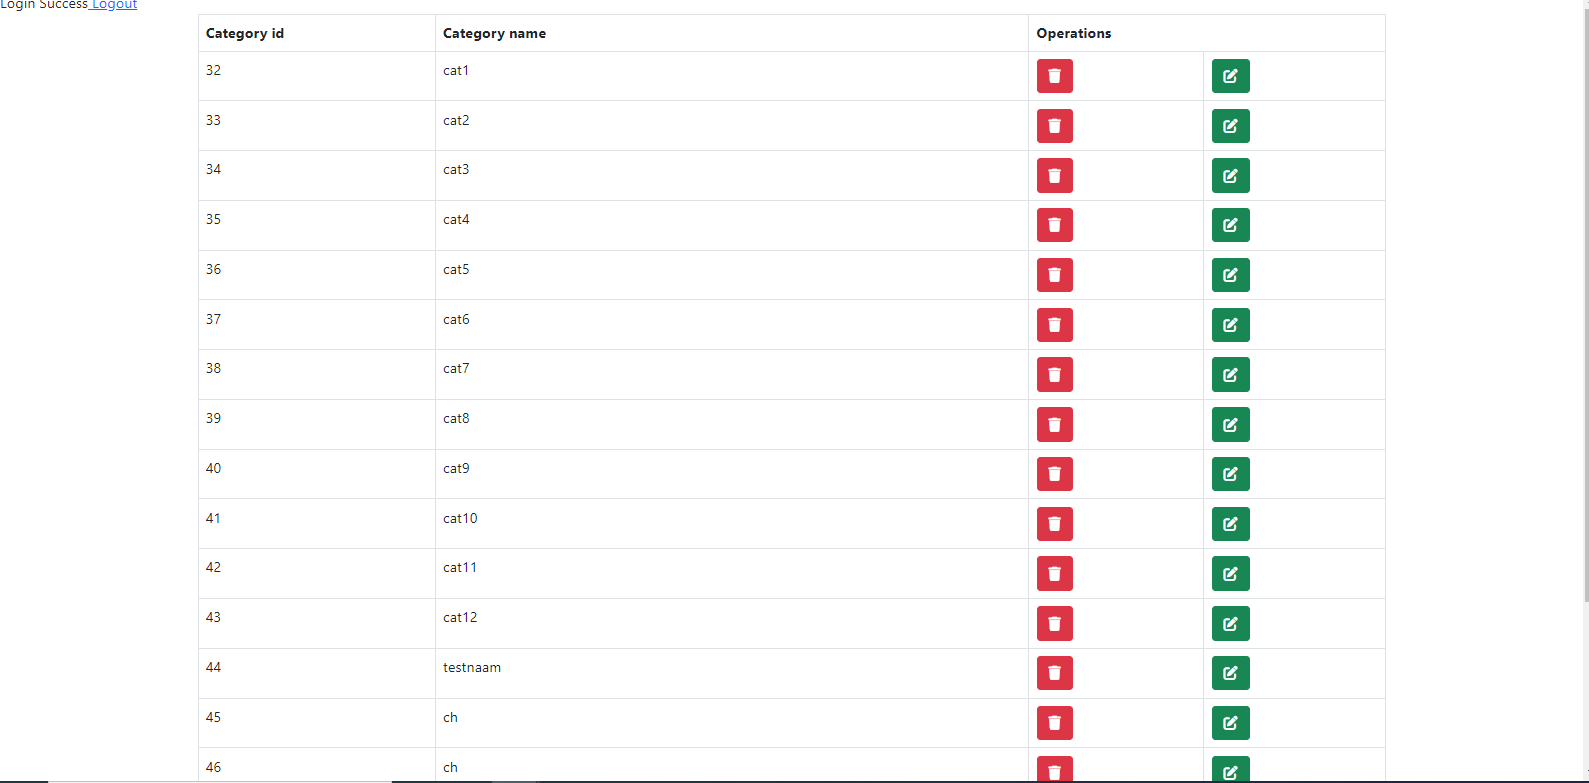 Login Success Logout
Category id Category name Operations
32 cat1
33 cat2
34 cat3
35 cat4
36 cat5
37 cat6
38 cat7
39 cat8
40 cat9
41 cat10
42 cat11
43 cat12
44 testnaam
45 ch
46 ch